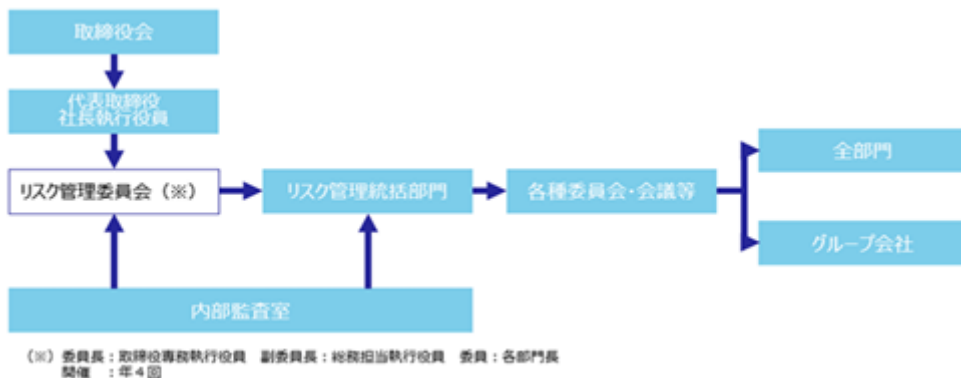 取締役会
代表取締役
社長執行役員
リスク管理委員会（※）
リスク管理統括部門
各種委員会・会議等
全部門
グループ会社
内部監査室
（※）委員長：取締役専務執行役員　副委員長：総務担当執行役員　委員：各部門長
開催　：年４回